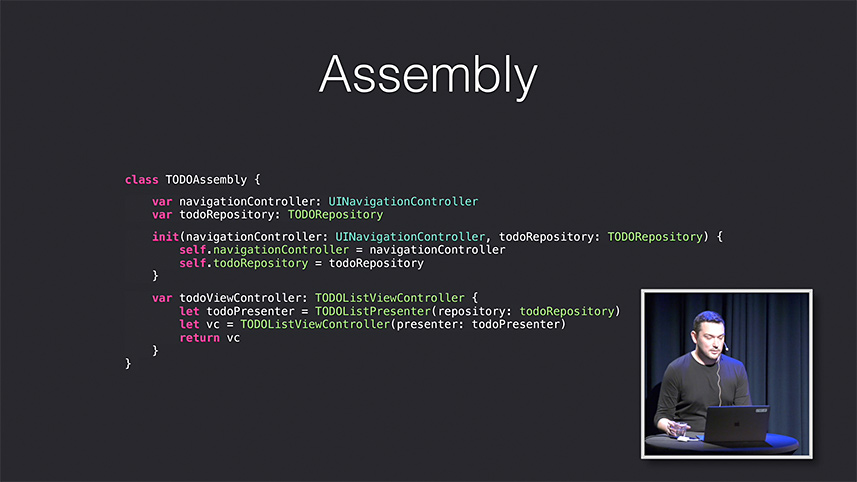 Assembly
class TODOAssembly {
var navigationController: UINavigationController
var todoRepository: TODORepository
init(navigationController: UINavigationController, todoRepository: TODORepository) {
self.navigationController = navigationController
self.todoRepository = todoRepository
}
var todoViewController: TODOListViewController {
let todoPresenter = TODOListPresenter(repository: todoRepository)
let vc = TODOListViewController(presenter: todoPresenter)
return vc
}
}